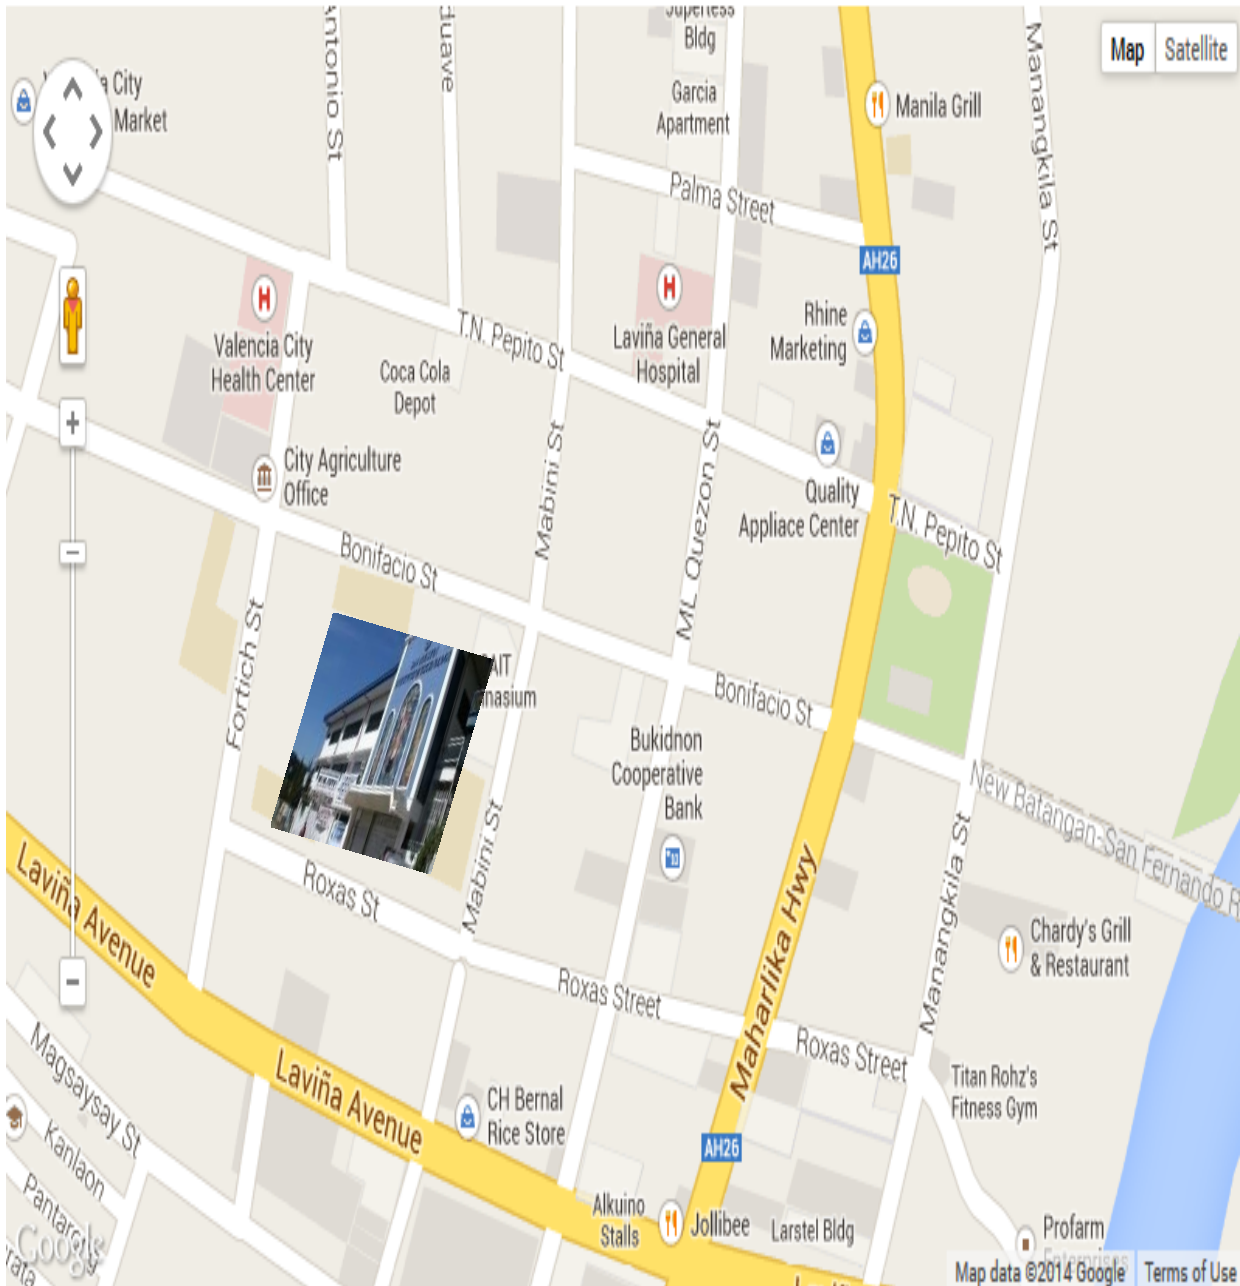 Supertess
Bldg
Antonio St
duave
Manangkila St
Map
Satellite
City
Market
Garcia
Apartment
Manila Grill
Palma Street
AH26
Valencia City
Health Center
T.N. Pepito St
Laviña General
Hospital
Rhine
Marketing
Coca Cola
Depot
City Agriculture
Office
Mabini St
ML Quezon St
Quality
Appliace Center
T.N. Pepito St
Bonifacio St
Fortich St
AIT
nasium
Bonifacio St
Bukidnon
Cooperative
Bank
New Batangan-San Fernando R
Mabini St
Maharlika Hwy
Manangkila St
Laviña Avenue
Roxas St
Chardy's Grill
& Restaurant
Roxas Street
Roxas Street
Magsaysay St
Laviña Avenue
CH Bernal
Rice Store
Titan Rohz's
Fitness Gym
Kanlaon
AH26
Alkuino
Stalls
Jollibee
Larstel Bldg
Profarm
Enterprises
Google
Map data ©2014 Google
Terms of Use